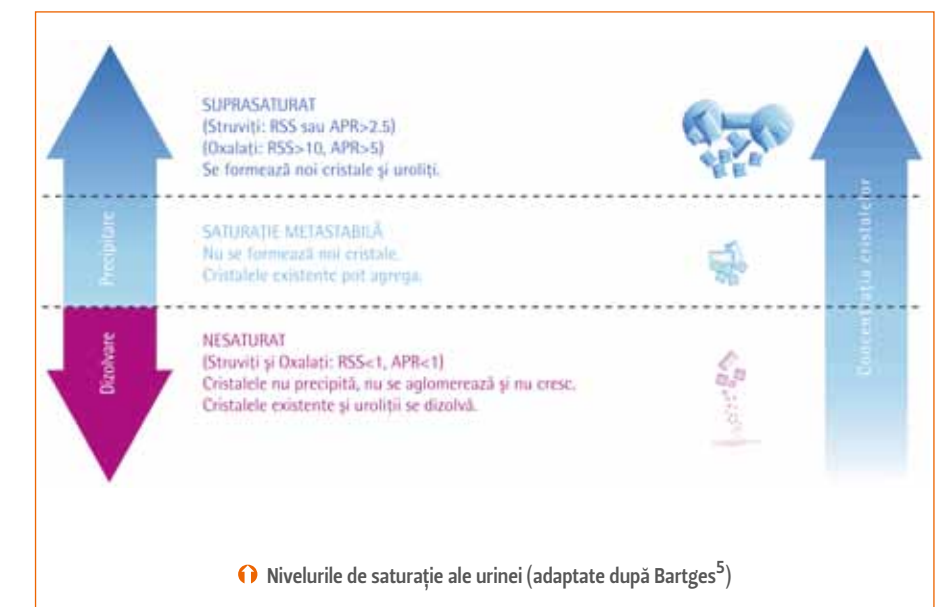 SUPRASATURAT
(Struviți: RSS sau APR>2.5)
(Oxalați: RSS>10, APR>5)
Se formează noi cristale și uroliți.
Precipitare
SATURAȚIE METASTABILĂ
Nu se formează noi cristale.
Cristalele existente pot agrega.
Concentrația cristalelor
Dizolvare
NESATURAT
(Struviți și Oxalați: RSS<1, APR<1)
Cristalele nu precipită, nu se aglomerează și nu cresc.
Cristalele existente și uroliții se dizolvă.
Nivelurile de saturație ale urinei (adaptate după Bartges5)